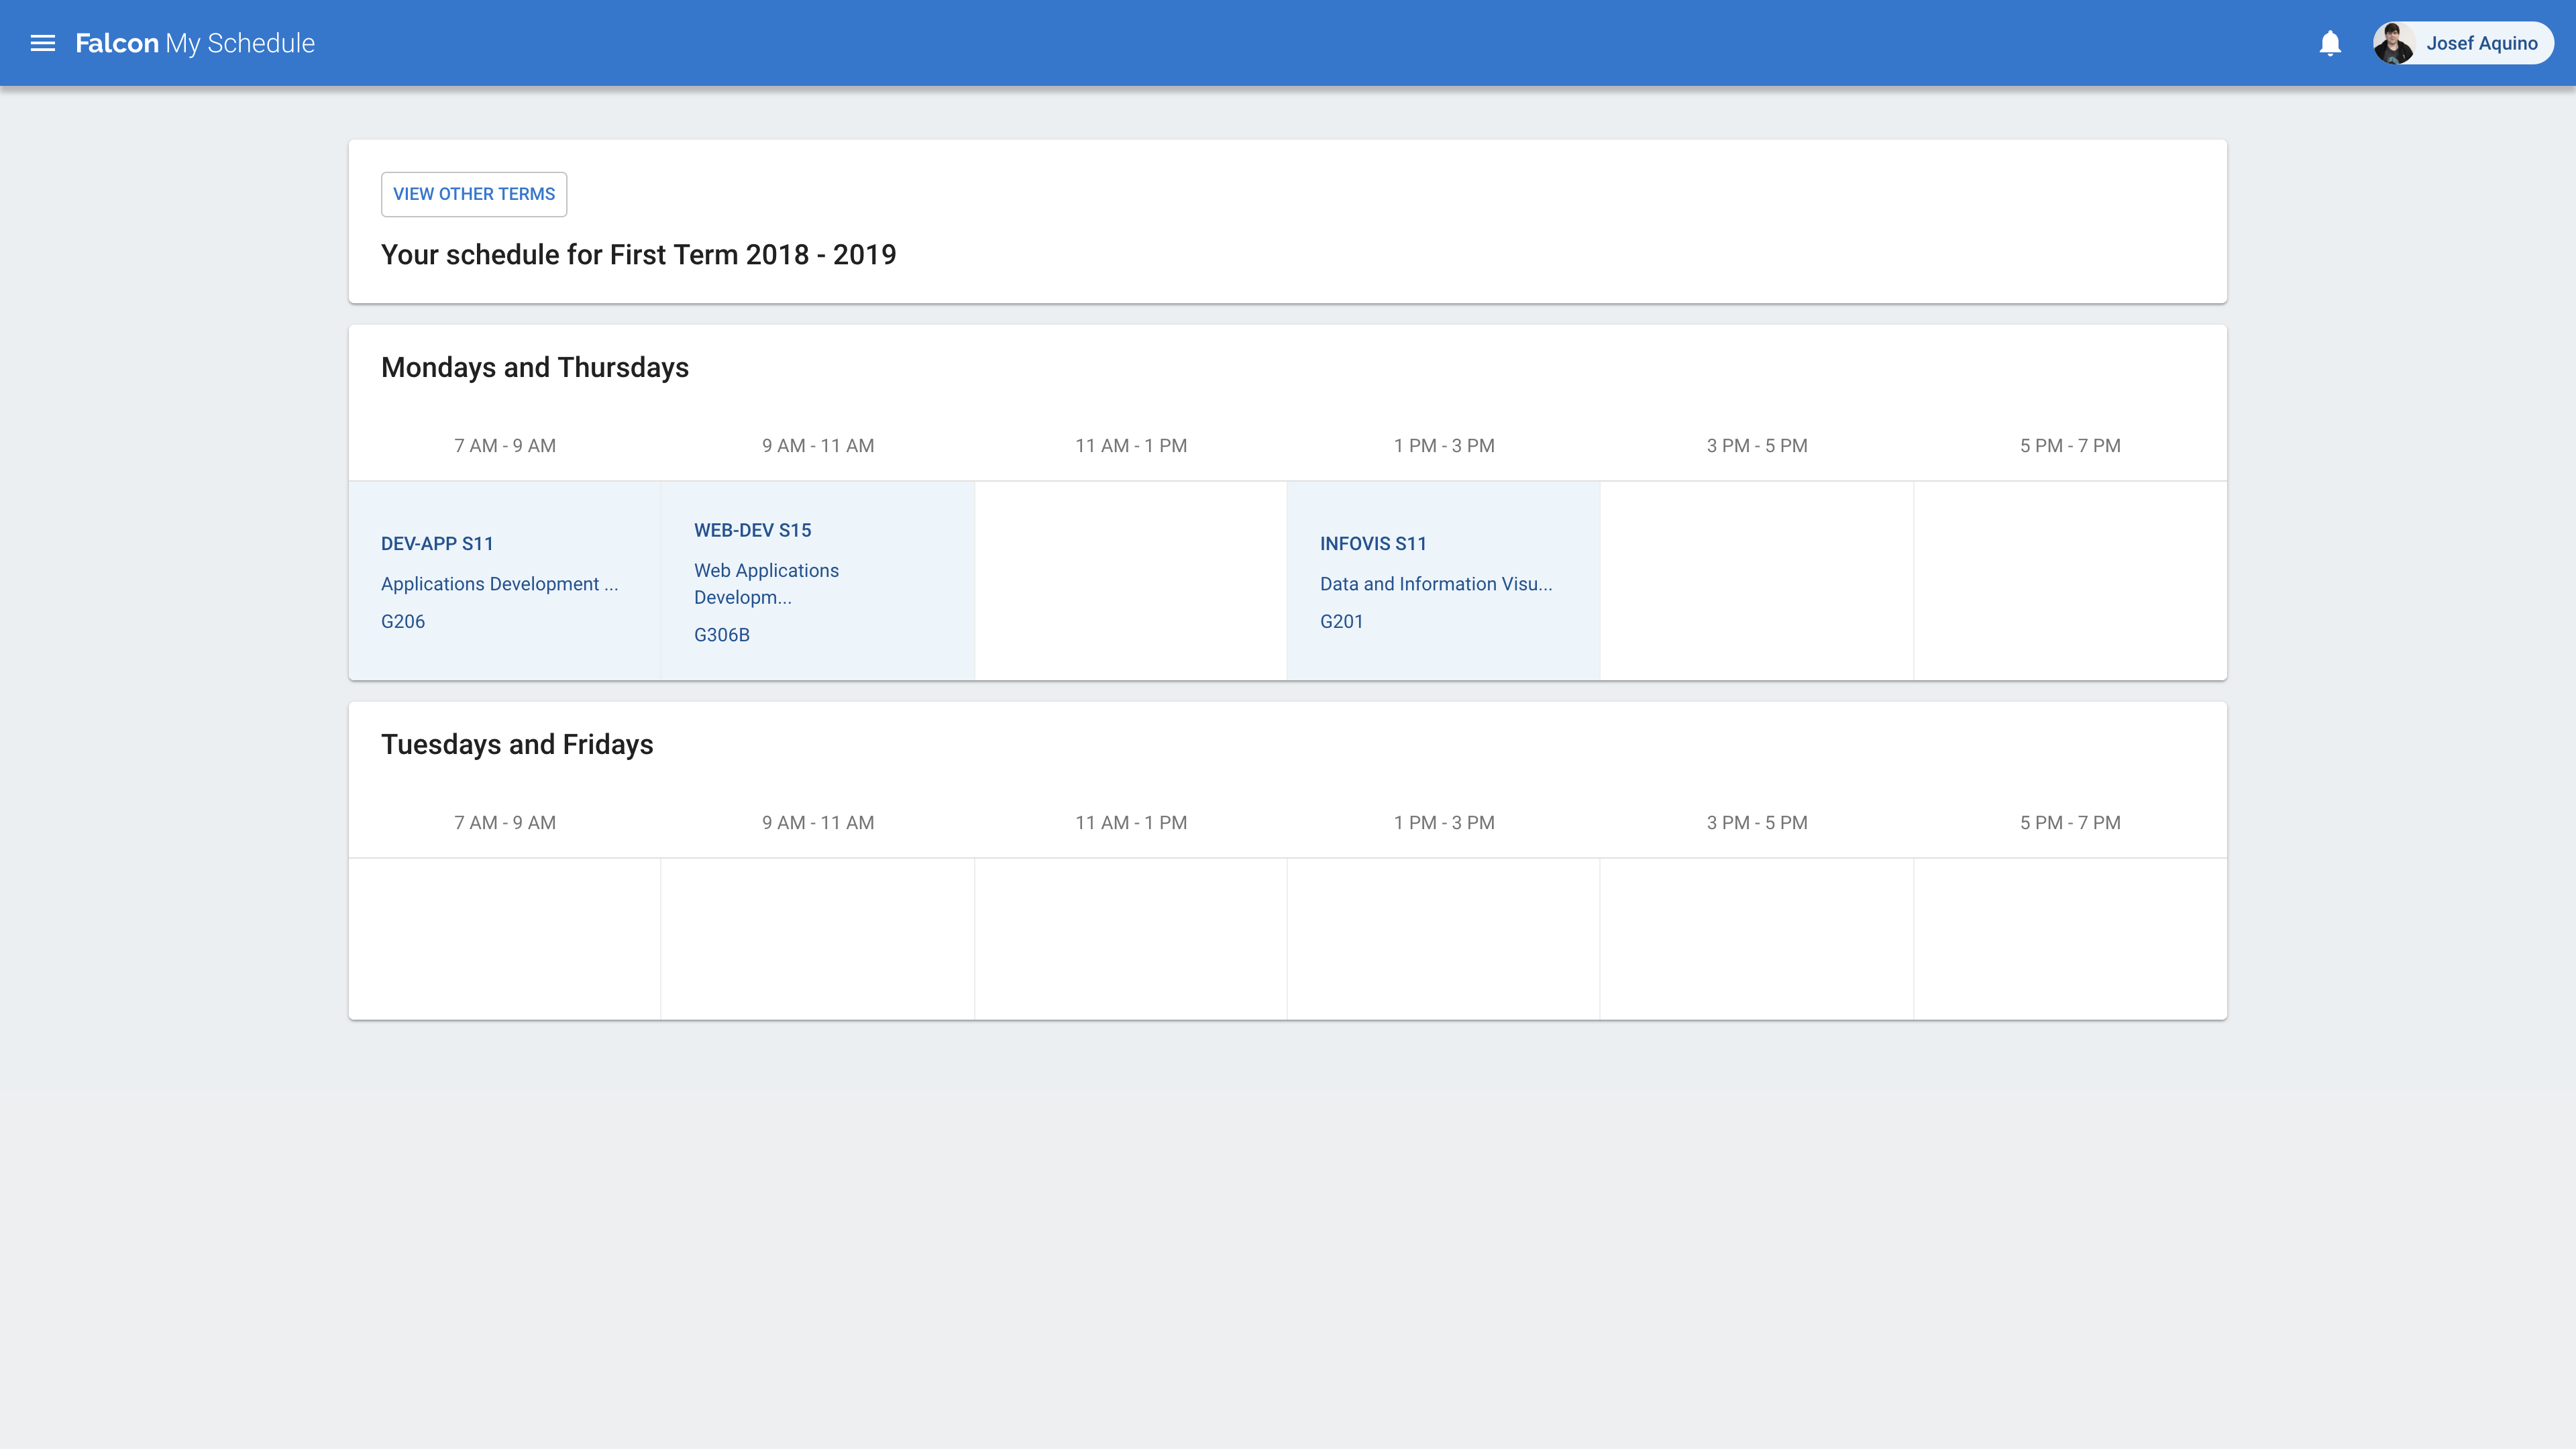 Falcon My Schedule
Josef Aquino
VIEW OTHER TERMS
Your schedule for First Term 2018 - 2019
Mondays and Thursdays
7 AM - 9 AM
9 AM - 11 AM
11 AM - 1 PM
1 PM - 3 PM
3 PM - 5 PM
5 PM - 7 PM
DEV-APP S11
Applications Development ...
G206
WEB-DEV S15
Web Applications
Developm...
G306B
INFOVIS S11
Data and Information Visu...
G201
Tuesdays and Fridays
7 AM - 9 AM
9 AM - 11 AM
11 AM - 1 PM
1 PM - 3 PM
3 PM - 5 PM
5 PM - 7 PM